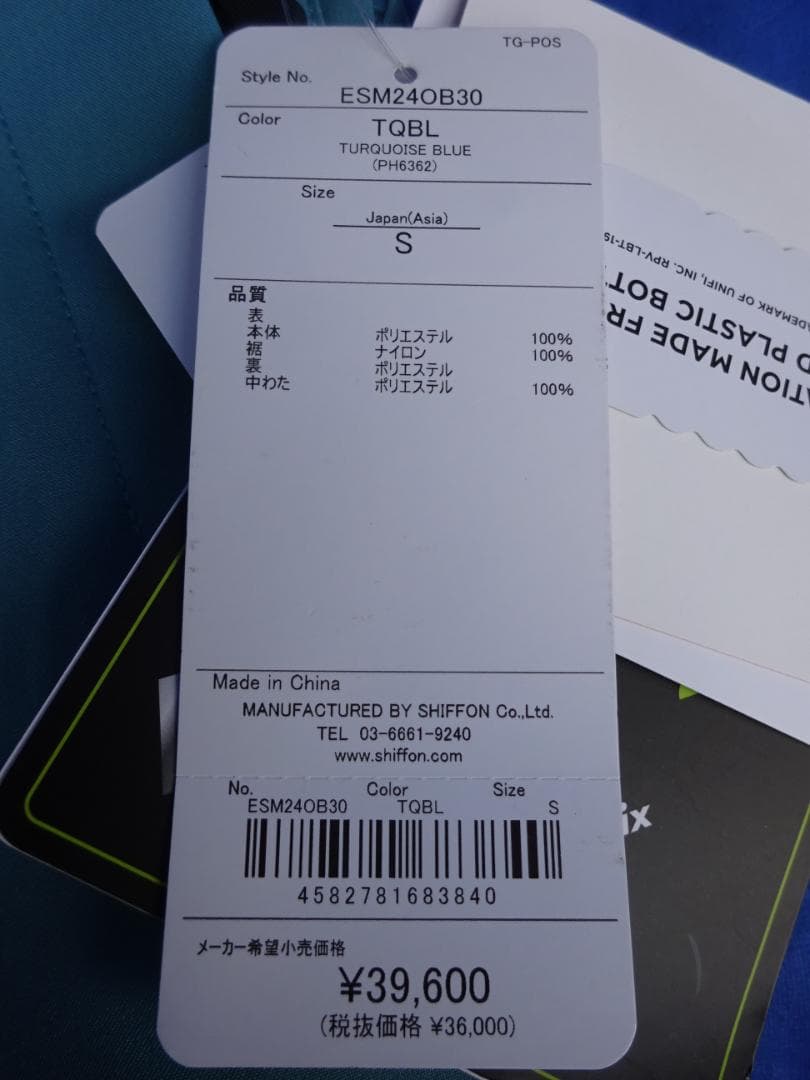 TG-POS
Style No.
ESM24OB30
Color
TQBL
TURQUOISE BLUE
(PH6362)
Size
Japan(Asia)
S
品質
表
本体 ポリエステル 100%
裾 ナイロン 100%
裏 ポリエステル
中わた ポリエステル 100%
Made in China
MANUFACTURED BY SHIFFON Co.,Ltd.
TEL 03-6661-9240
www.shiffon.com
No. Color Size
ESM24OB30 TQBL S
4582781683840
メーカー希望小売価格
¥39,600
(税抜価格 ¥36,000)
ATION MADE FR
D PLASTIC BOT
ADEMARK OF UNIFI, INC. RPV-LBT-19
ix